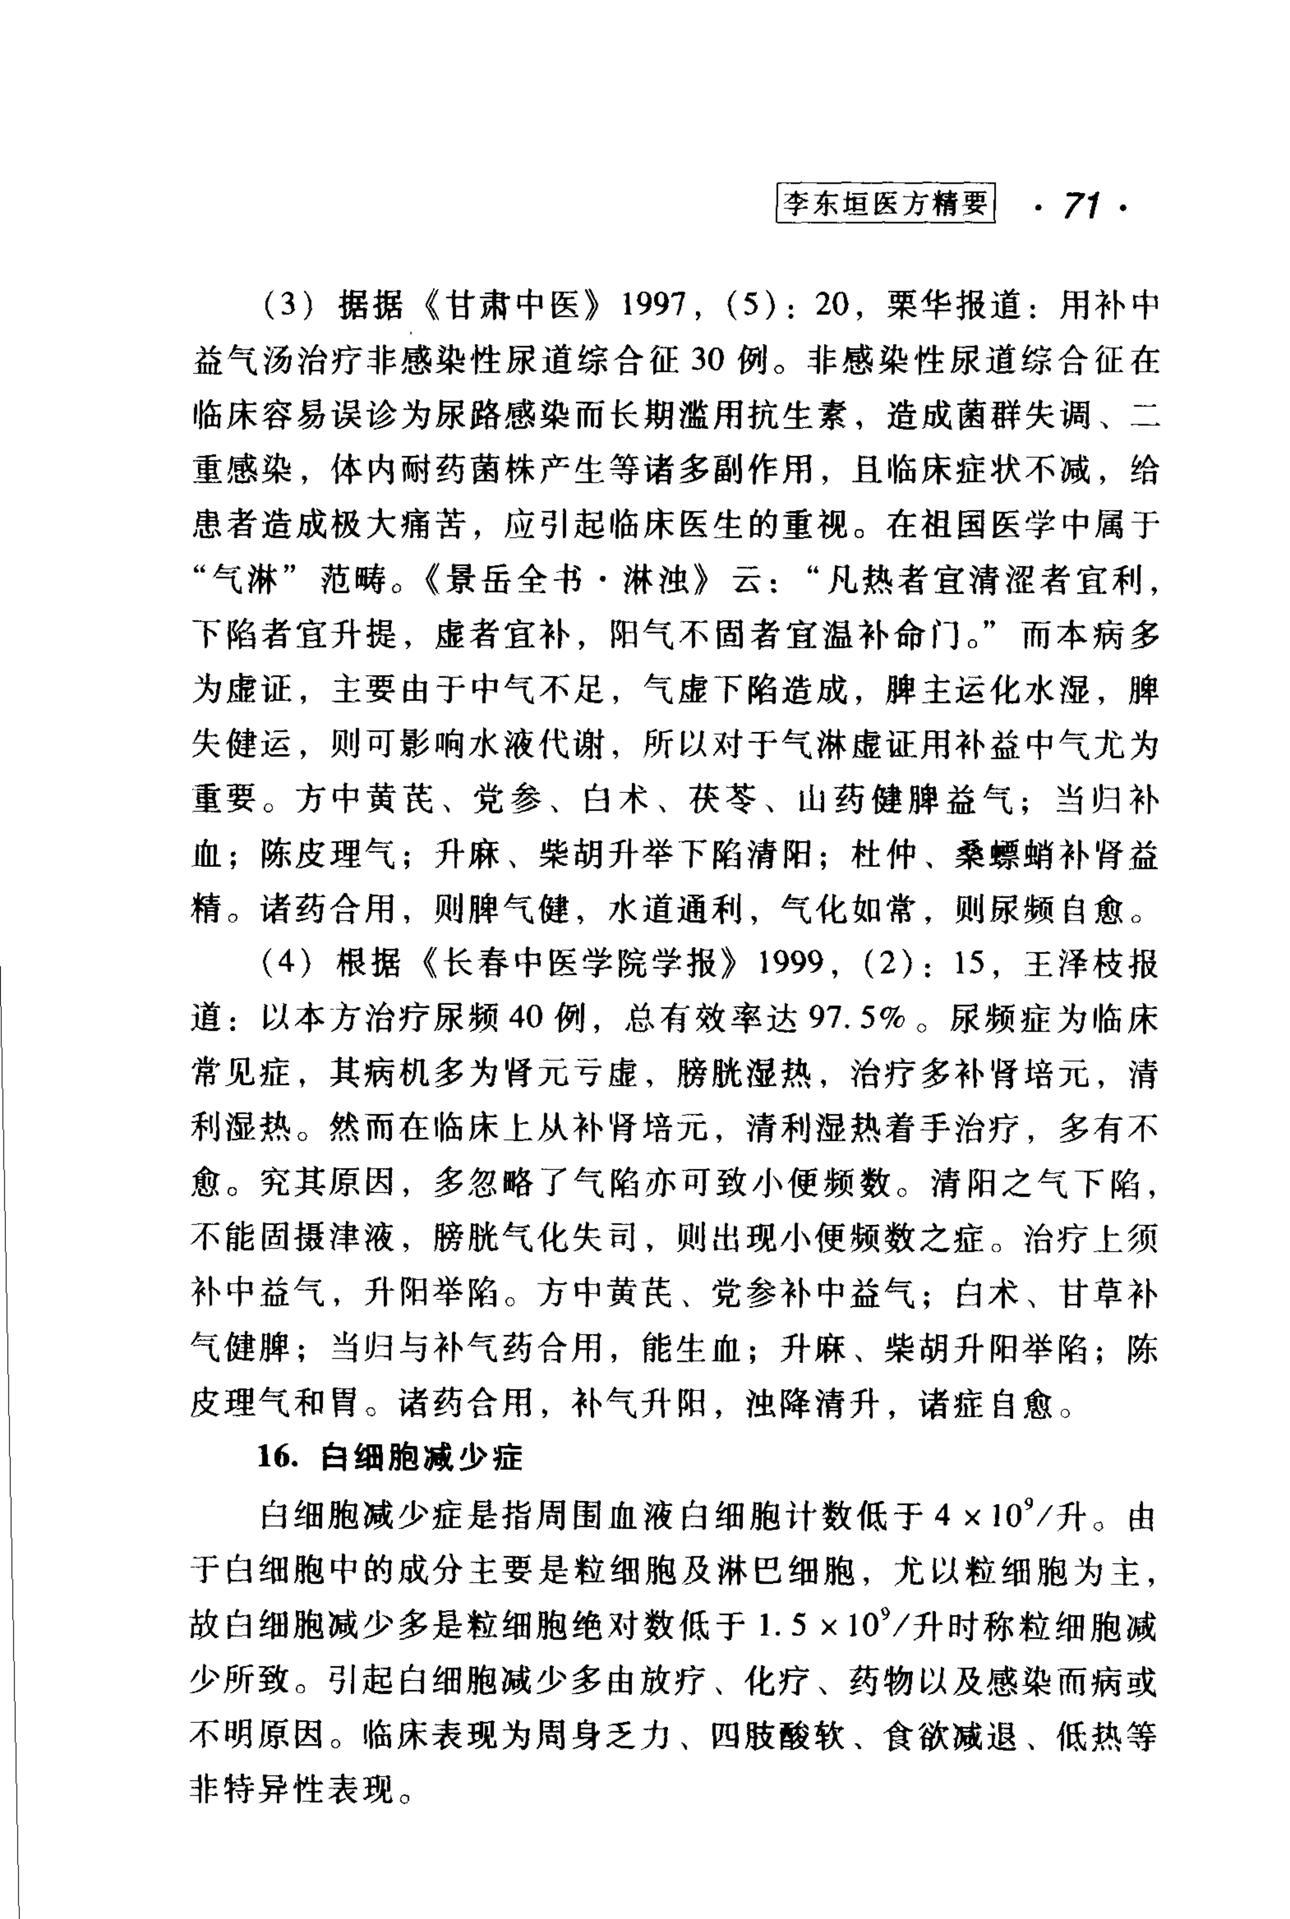 李东垣医方精要 · 71 ·
(3) 据据《甘肃中医》1997，(5)：20，栗华报道：用补中
益气汤治疗非感染性尿道综合征30例。非感染性尿道综合征在
临床容易误诊为尿路感染而长期滥用抗生素，造成菌群失调、二
重感染，体内耐药菌株产生等诸多副作用，且临床症状不减，给
患者造成极大痛苦，应引起临床医生的重视。在祖国医学中属于
“气淋”范畴。《景岳全书·淋浊》云：“凡热者宜清涩者宜利，
下陷者宜升提，虚者宜补，阳气不固者宜温补命门。”而本病多
为虚证，主要由于中气不足，气虚下陷造成，脾主运化水湿，脾
失健运，则可影响水液代谢，所以对于气淋虚证用补益中气尤为
重要。方中黄芪、党参、白术、茯苓、山药健脾益气；当归补
血；陈皮理气；升麻、柴胡升举下陷清阳；杜仲、桑螵蛸补肾益
精。诸药合用，则脾气健，水道通利，气化如常，则尿频自愈。
(4) 根据《长春中医学院学报》1999，(2)：15，王泽枝报
道：以本方治疗尿频40例，总有效率达97.5%。尿频症为临床
常见症，其病机多为肾元亏虚，膀胱湿热，治疗多补肾培元，清
利湿热。然而在临床上从补肾培元，清利湿热着手治疗，多有不
愈。究其原因，多忽略了气陷亦可致小便频数。清阳之气下陷，
不能固摄津液，膀胱气化失司，则出现小便频数之症。治疗上须
补中益气，升阳举陷。方中黄芪、党参补中益气；白术、甘草补
气健脾；当归与补气药合用，能生血；升麻、柴胡升阳举陷；陈
皮理气和胃。诸药合用，补气升阳，浊降清升，诸症自愈。
16. 白细胞减少症
白细胞减少症是指周围血液白细胞计数低于4×10⁹/升。由
于白细胞中的成分主要是粒细胞及淋巴细胞，尤以粒细胞为主，
故白细胞减少多是粒细胞绝对数低于1.5×10⁹/升时称粒细胞减
少所致。引起白细胞减少多由放疗、化疗、药物以及感染而病或
不明原因。临床表现为周身乏力、四肢酸软、食欲减退、低热等
非特异性表现。